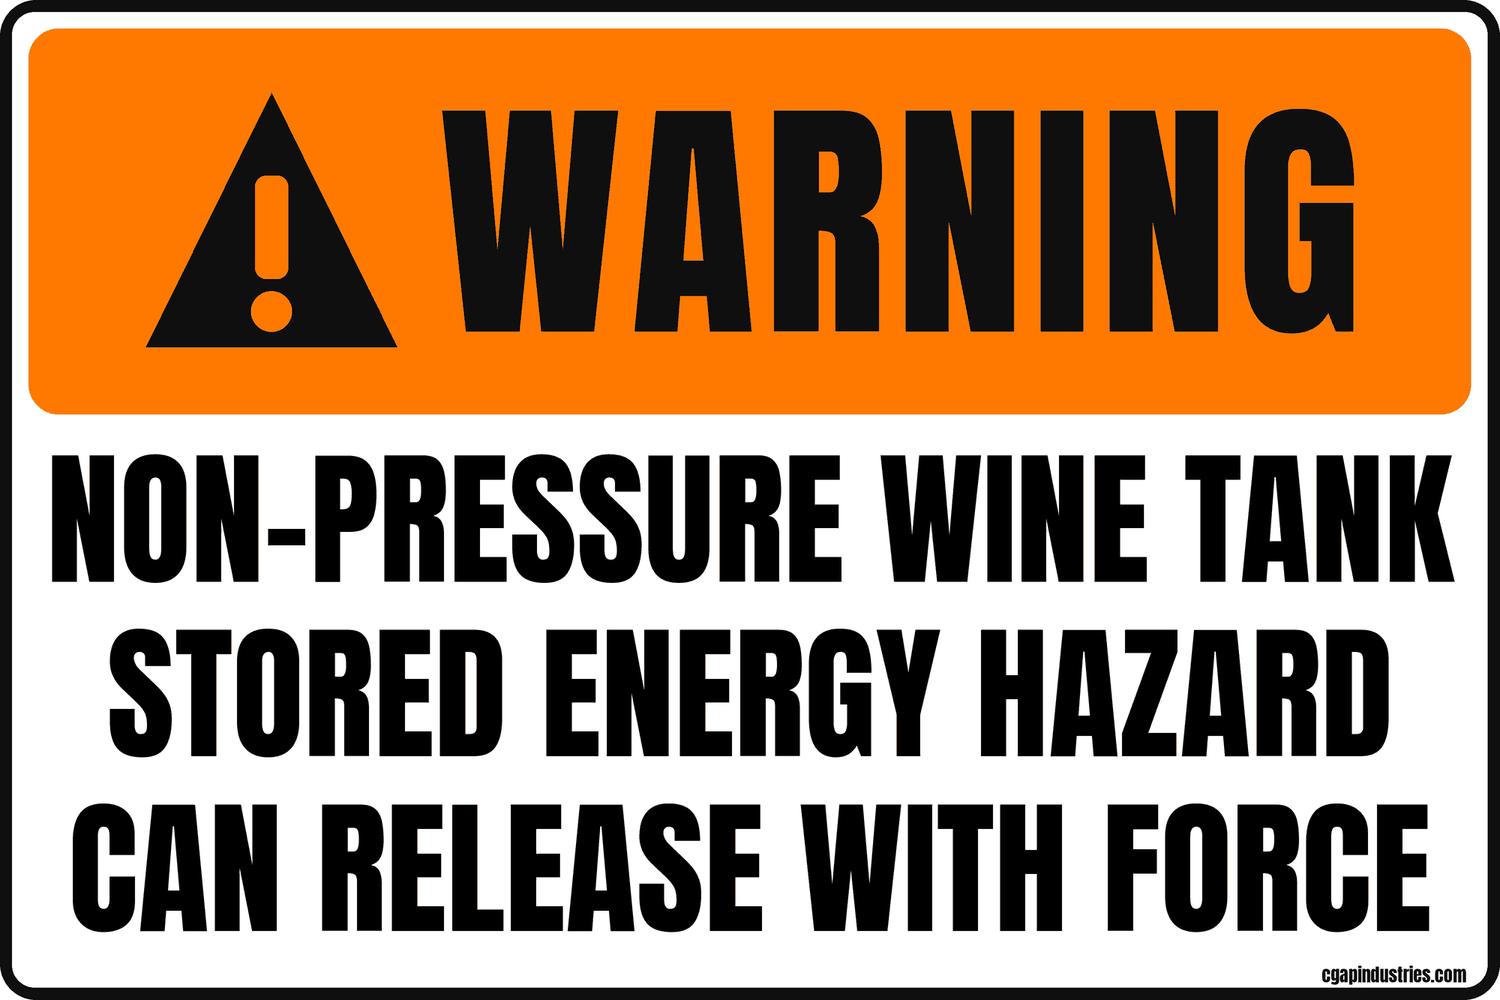 WARNING
NON-PRESSURE WINE TANK
STORED ENERGY HAZARD
CAN RELEASE WITH FORCE
cgapindustries.com